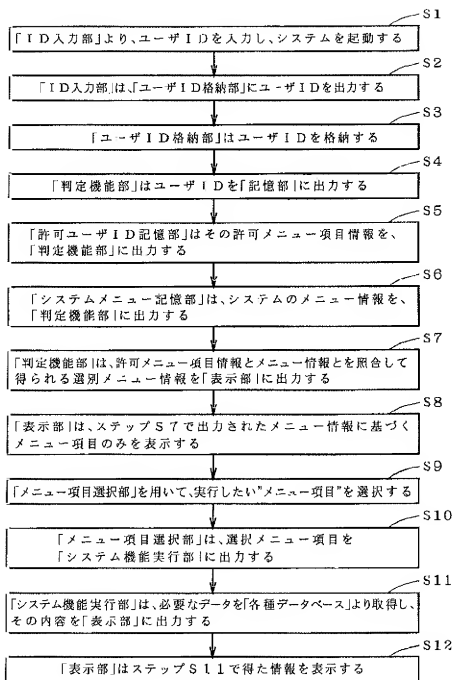 S1
「ID入力部」より、ユーザIDを入力し、システムを起動する
S2
「ID入力部」は、「ユーザID格納部」にユーザIDを出力する
S3
「ユーザID格納部」はユーザIDを格納する
S4
「判定機能部」はユーザIDを「記憶部」に出力する
S5
「許可ユーザID記憶部」はその許可メニュー項目情報を、
「判定機能部」に出力する
S6
「システムメニュー記憶部」は、システムのメニュー情報を、
「判定機能部」に出力する
S7
「判定機能部」は、許可メニュー項目情報とメニュー情報とを照合して
得られる選別メニュー情報を「表示部」に出力する
S8
「表示部」は、ステップS7で出力されたメニュー情報に基づく
メニュー項目のみを表示する
S9
「メニュー項目選択部」を用いて、実行したい”メニュー項目”を選択する
S10
「メニュー項目選択部」は、選択メニュー項目を
「システム機能実行部」に出力する
S11
「システム機能実行部」は、必要なデータを「各種データベース」より取得し、
その内容を「表示部」に出力する
S12
「表示部」はステップS11で得た情報を表示する